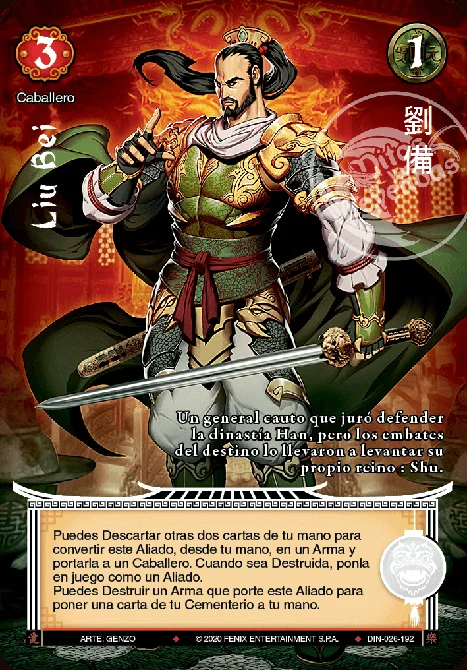 3
1
Caballero
Liu Bei
劉備
Mitos y Leyendas
Un general cauto que juró defender
la dinastía Han, pero los embates
del destino lo llevaron a levantar su
propio reino : Shu.
Puedes Descartar otras dos cartas de tu mano para
convertir este Aliado, desde tu mano, en un Arma y
portarla a un Caballero. Cuando sea Destruida, ponla
en juego como un Aliado.
Puedes Destruir un Arma que porte este Aliado para
poner una carta de tu Cementerio a tu mano.
ARTE: GENZO
© 2020 FENIX ENTERTAINMENT S.P.A.
DIN-026-192